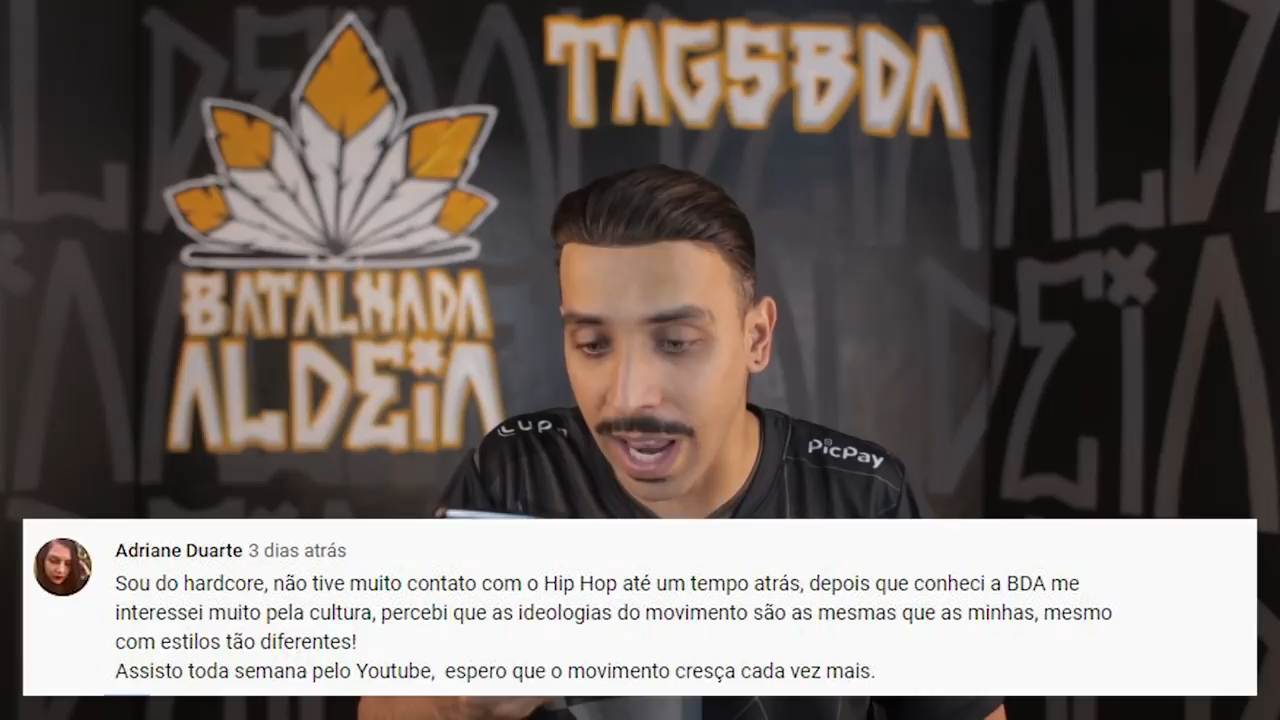 TAGSBDA
BATALHADA
ALDEiA
PicPay
Adriane Duarte 3 dias atrás
Sou do hardcore, não tive muito contato com o Hip Hop até um tempo atrás, depois que conheci a BDA me
interessei muito pela cultura, percebi que as ideologias do movimento são as mesmas que as minhas, mesmo
com estilos tão diferentes!
Assisto toda semana pelo Youtube,  espero que o movimento cresça cada vez mais.